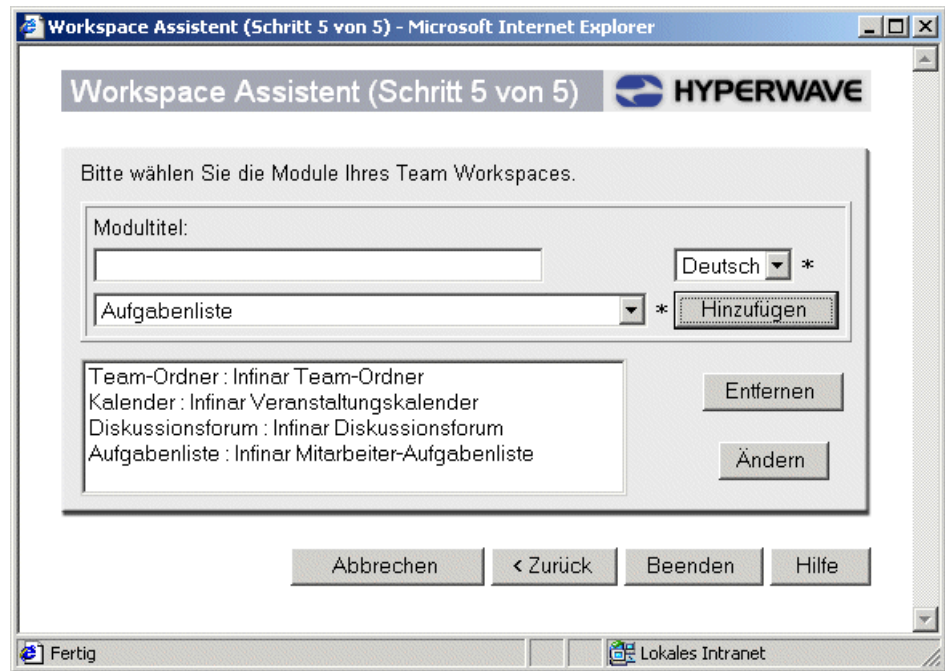 Workspace Assistent (Schritt 5 von 5) - Microsoft Internet Explorer
Workspace Assistent (Schritt 5 von 5) HYPERWAVE
Bitte wählen Sie die Module Ihres Team Workspaces.
Modultitel:
Deutsch *
Aufgabenliste * Hinzufügen
Team-Ordner : Infinar Team-Ordner
Kalender : Infinar Veranstaltungskalender
Diskussionsforum : Infinar Diskussionsforum
Aufgabenliste : Infinar Mitarbeiter-Aufgabenliste
Entfernen
Ändern
Abbrechen < Zurück Beenden Hilfe
Fertig Lokales Intranet